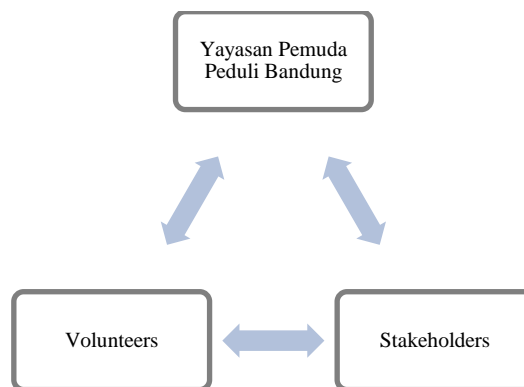 Yayasan Pemuda
Peduli Bandung
Volunteers
Stakeholders